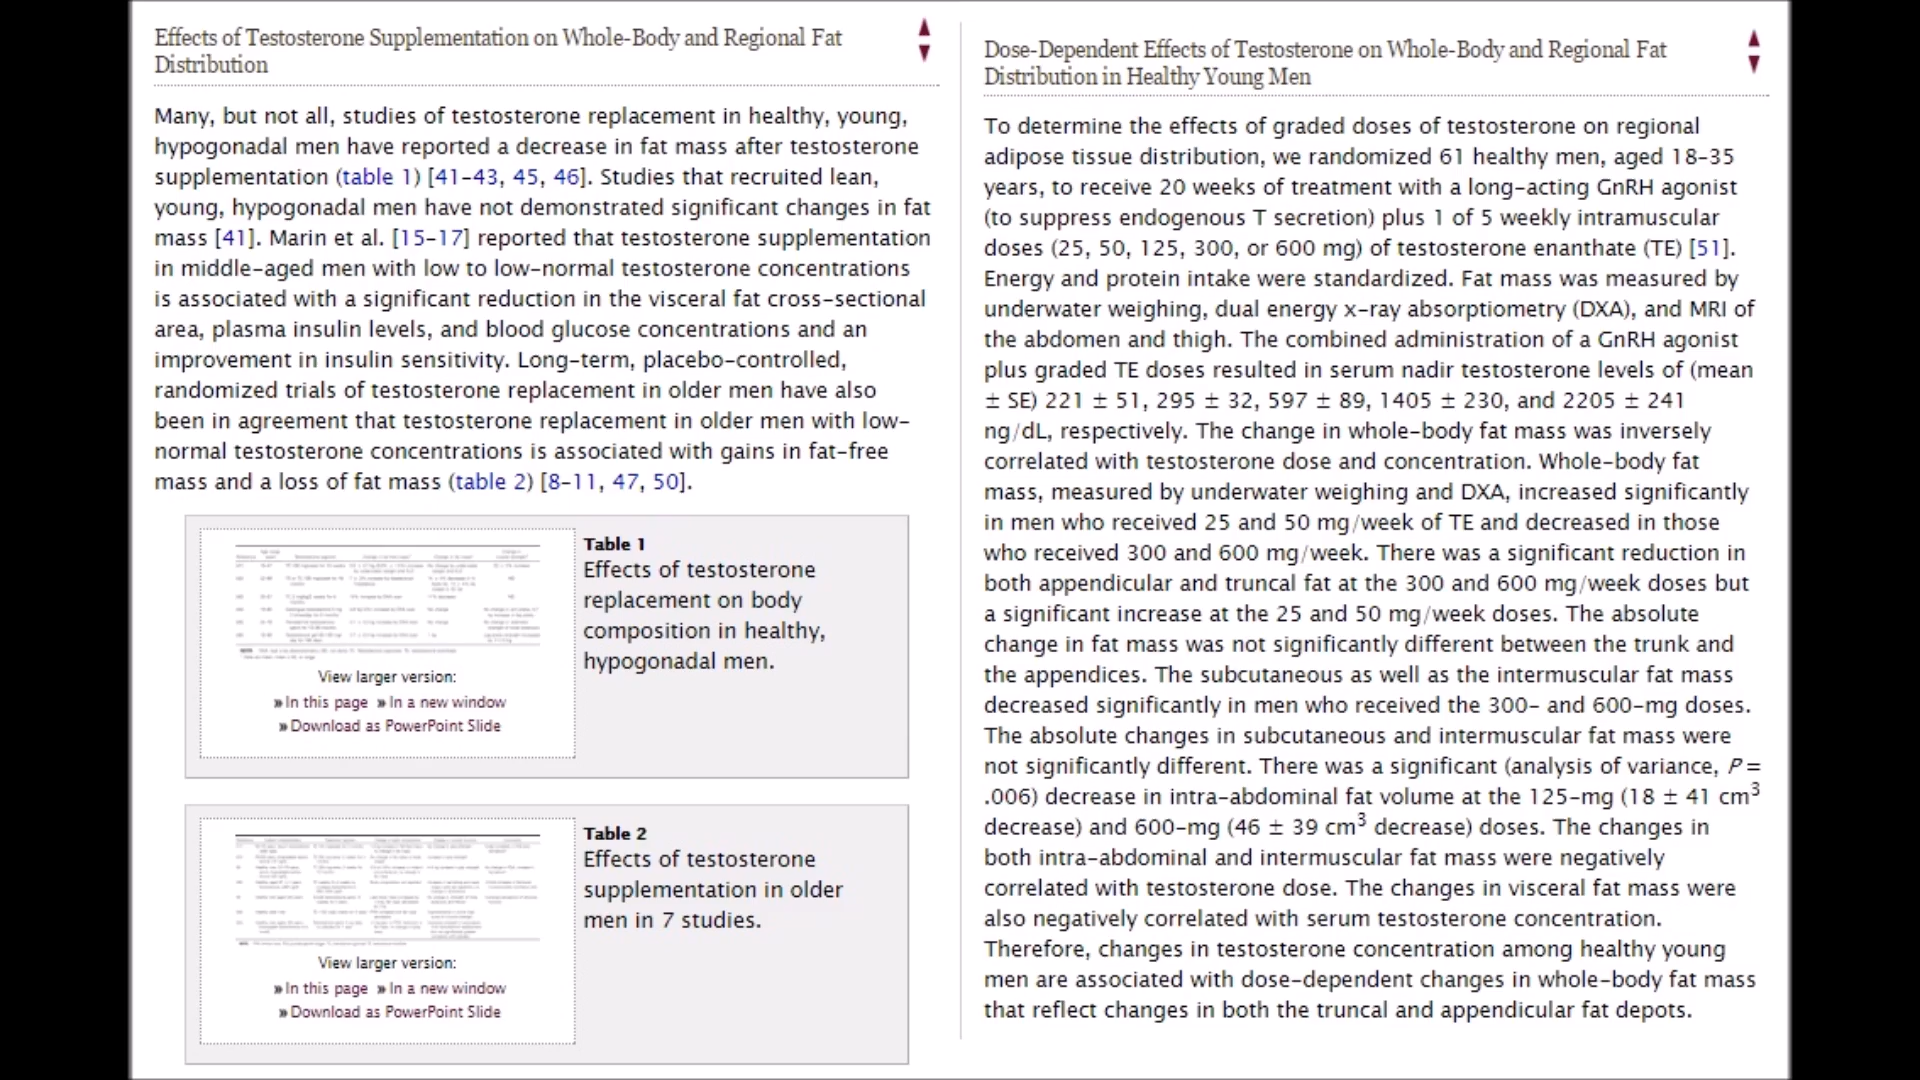 Effects of Testosterone Supplementation on Whole-Body and Regional Fat
Distribution
Many, but not all, studies of testosterone replacement in healthy, young,
hypogonadal men have reported a decrease in fat mass after testosterone
supplementation (table 1) [41–43, 45, 46]. Studies that recruited lean,
young, hypogonadal men have not demonstrated significant changes in fat
mass [41]. Marin et al. [15–17] reported that testosterone supplementation
in middle-aged men with low to low-normal testosterone concentrations
is associated with a significant reduction in the visceral fat cross-sectional
area, plasma insulin levels, and blood glucose concentrations and an
improvement in insulin sensitivity. Long-term, placebo-controlled,
randomized trials of testosterone replacement in older men have also
been in agreement that testosterone replacement in older men with low-
normal testosterone concentrations is associated with gains in fat-free
mass and a loss of fat mass (table 2) [8–11, 47, 50].
View larger version:
» In this page » In a new window
» Download as PowerPoint Slide
Table 1
Effects of testosterone
replacement on body
composition in healthy,
hypogonadal men.
View larger version:
» In this page » In a new window
» Download as PowerPoint Slide
Table 2
Effects of testosterone
supplementation in older
men in 7 studies.
Dose-Dependent Effects of Testosterone on Whole-Body and Regional Fat
Distribution in Healthy Young Men
To determine the effects of graded doses of testosterone on regional
adipose tissue distribution, we randomized 61 healthy men, aged 18–35
years, to receive 20 weeks of treatment with a long-acting GnRH agonist
(to suppress endogenous T secretion) plus 1 of 5 weekly intramuscular
doses (25, 50, 125, 300, or 600 mg) of testosterone enanthate (TE) [51].
Energy and protein intake were standardized. Fat mass was measured by
underwater weighing, dual energy x-ray absorptiometry (DXA), and MRI of
the abdomen and thigh. The combined administration of a GnRH agonist
plus graded TE doses resulted in serum nadir testosterone levels of (mean
± SE) 221 ± 51, 295 ± 32, 597 ± 89, 1405 ± 230, and 2205 ± 241
ng/dL, respectively. The change in whole-body fat mass was inversely
correlated with testosterone dose and concentration. Whole-body fat
mass, measured by underwater weighing and DXA, increased significantly
in men who received 25 and 50 mg/week of TE and decreased in those
who received 300 and 600 mg/week. There was a significant reduction in
both appendicular and truncal fat at the 300 and 600 mg/week doses but
a significant increase at the 25 and 50 mg/week doses. The absolute
change in fat mass was not significantly different between the trunk and
the appendices. The subcutaneous as well as the intermuscular fat mass
decreased significantly in men who received the 300- and 600-mg doses.
The absolute changes in subcutaneous and intermuscular fat mass were
not significantly different. There was a significant (analysis of variance, P =
.006) decrease in intra-abdominal fat volume at the 125-mg (18 ± 41 cm³
decrease) and 600-mg (46 ± 39 cm³ decrease) doses. The changes in
both intra-abdominal and intermuscular fat mass were negatively
correlated with testosterone dose. The changes in visceral fat mass were
also negatively correlated with serum testosterone concentration.
Therefore, changes in testosterone concentration among healthy young
men are associated with dose-dependent changes in whole-body fat mass
that reflect changes in both the truncal and appendicular fat depots.